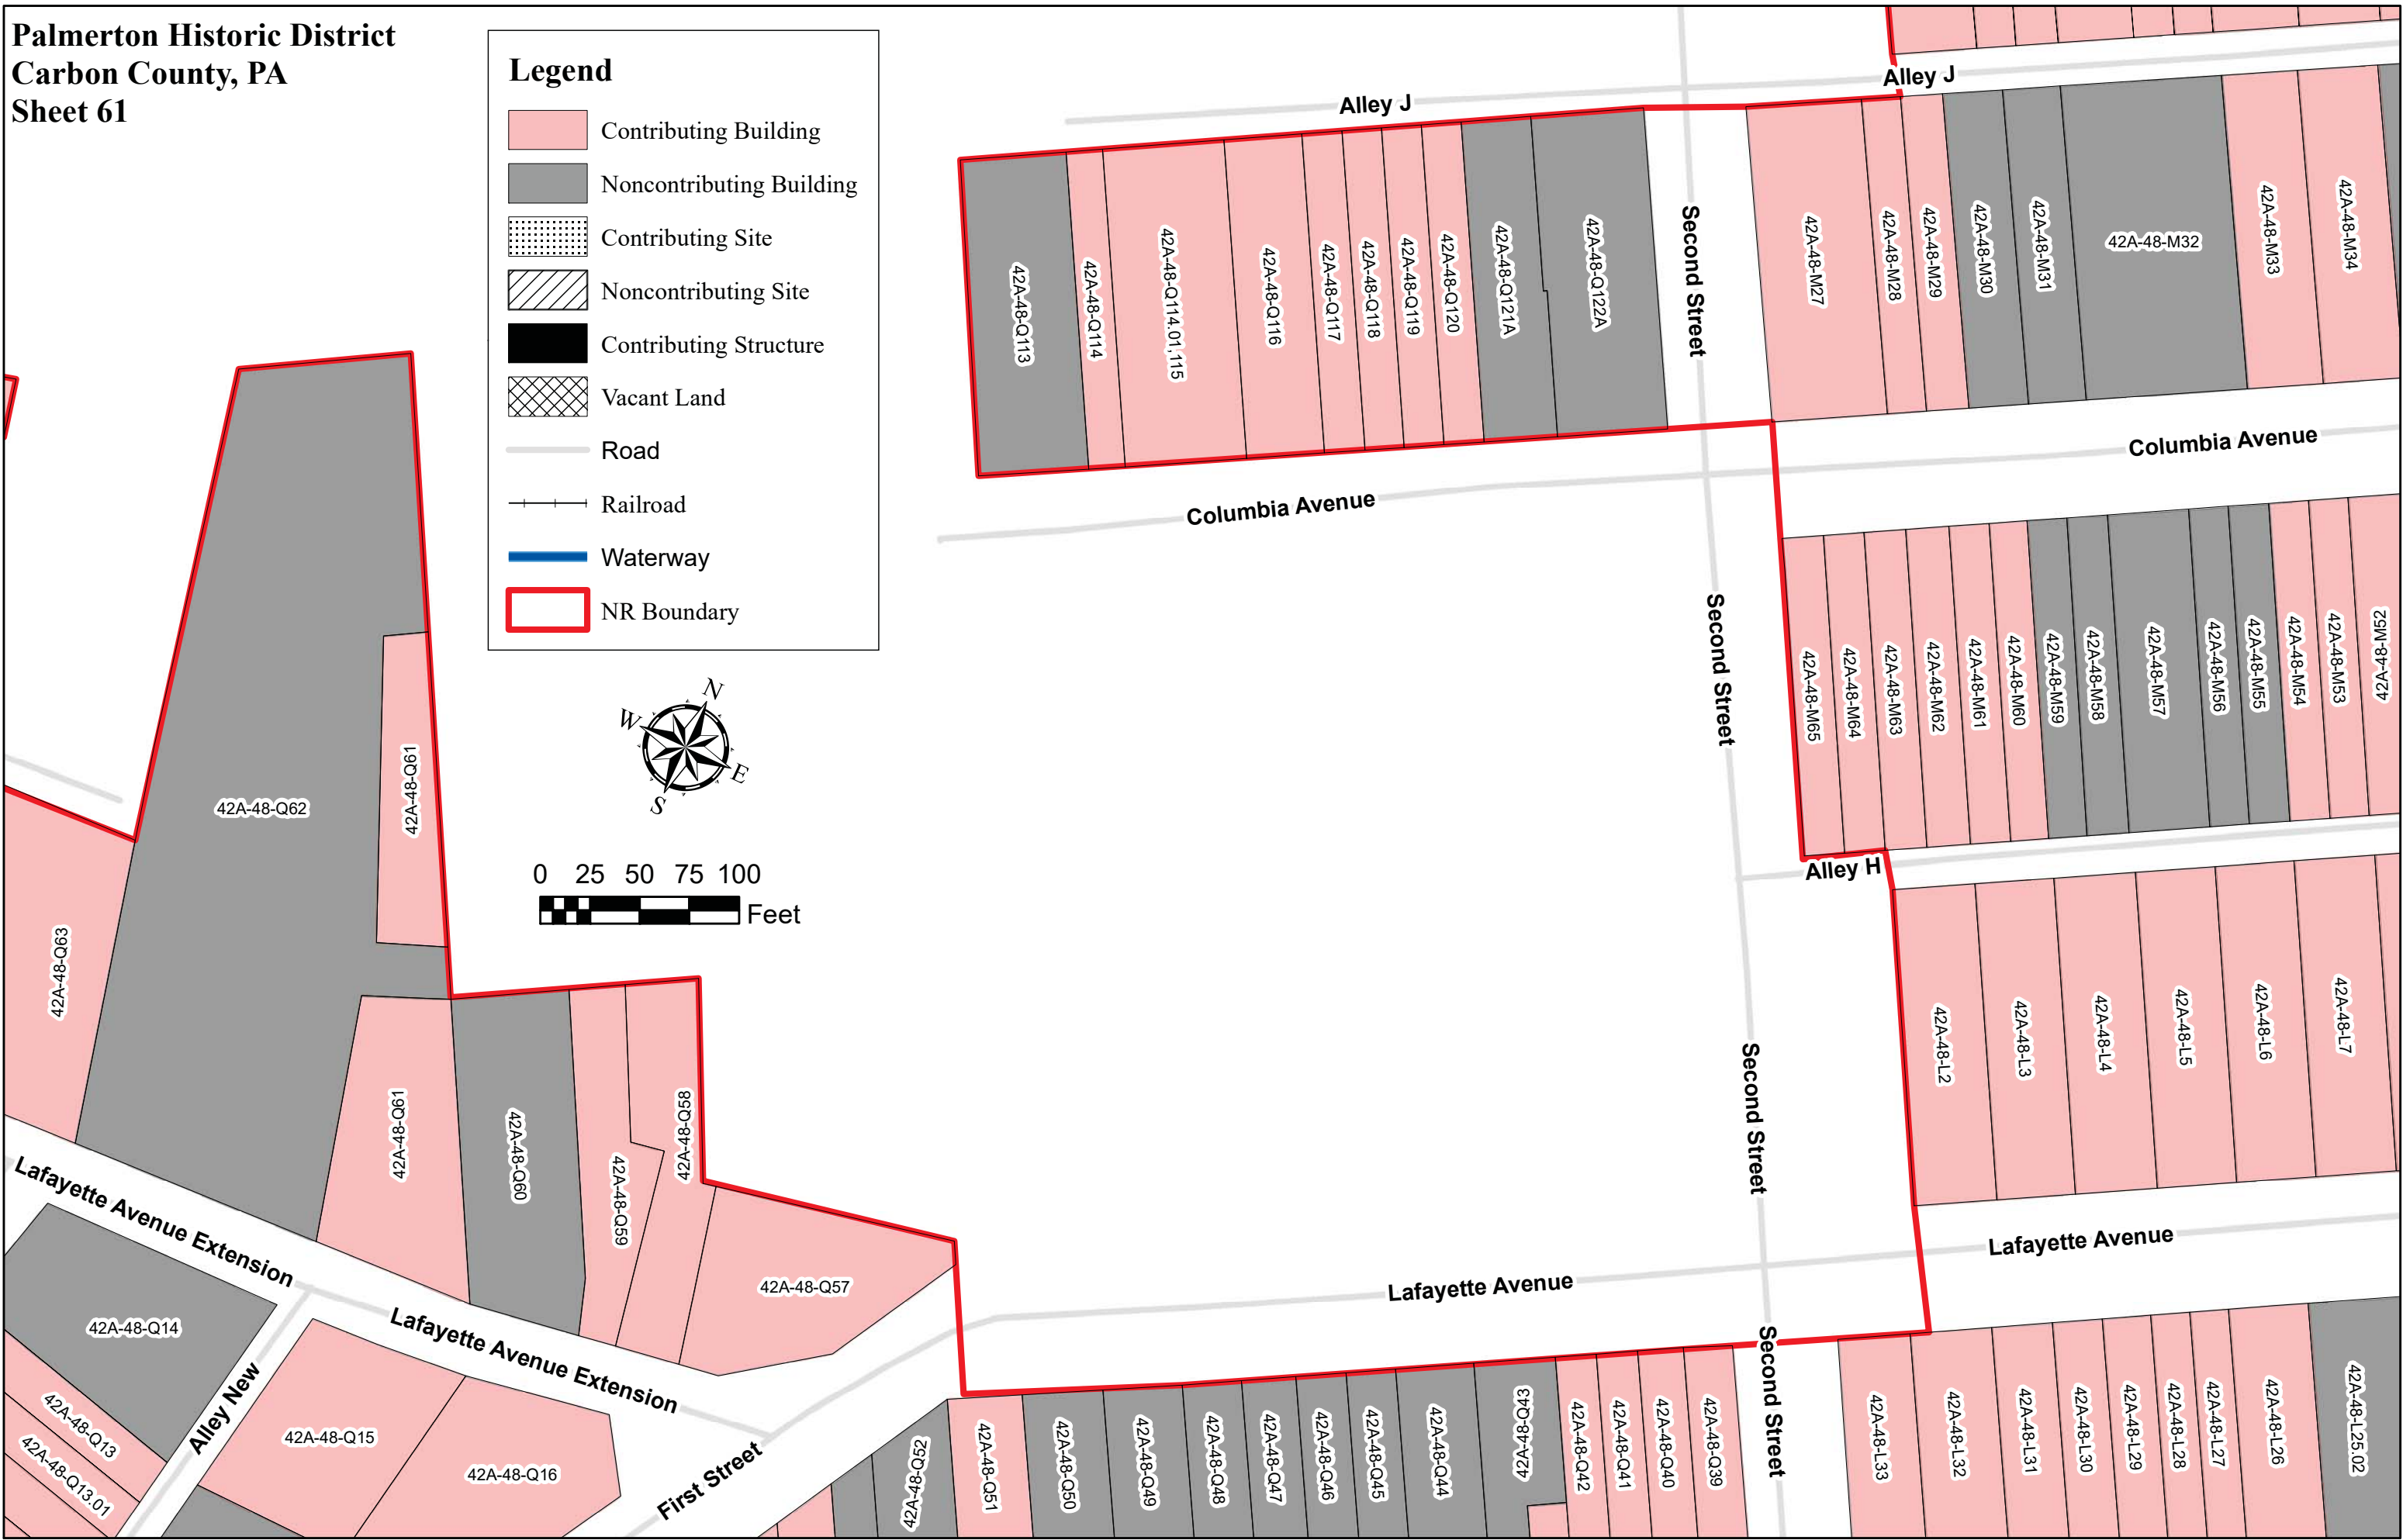 Palmerton Historic District
Carbon County, PA
Sheet 61
Legend
Contributing Building
Noncontributing Building
Contributing Site
Noncontributing Site
Contributing Structure
Vacant Land
Road
Railroad
Waterway
NR Boundary
N
W
E
S
0 25 50 75 100
Feet
Alley J
Alley J
42A-48-Q113
42A-48-Q114
42A-48-Q114.01,115
42A-48-Q116
42A-48-Q117
42A-48-Q118
42A-48-Q119
42A-48-Q120
42A-48-Q121A
42A-48-Q122A
Second Street
42A-48-M27
42A-48-M28
42A-48-M29
42A-48-M30
42A-48-M31
42A-48-M32
42A-48-M33
42A-48-M34
Columbia Avenue
Columbia Avenue
Second Street
42A-48-M65
42A-48-M64
42A-48-M63
42A-48-M62
42A-48-M61
42A-48-M60
42A-48-M59
42A-48-M58
42A-48-M57
42A-48-M56
42A-48-M55
42A-48-M54
42A-48-M53
42A-48-M52
Alley H
42A-48-Q62
42A-48-Q61
42A-48-Q63
42A-48-Q61
42A-48-Q60
42A-48-Q59
42A-48-Q58
42A-48-Q57
Second Street
42A-48-L2
42A-48-L3
42A-48-L4
42A-48-L5
42A-48-L6
42A-48-L7
Lafayette Avenue
Lafayette Avenue
Lafayette Avenue Extension
Lafayette Avenue Extension
42A-48-Q14
42A-48-Q13
42A-48-Q13.01
Alley New
42A-48-Q15
42A-48-Q16
First Street
42A-48-Q52
42A-48-Q51
42A-48-Q50
42A-48-Q49
42A-48-Q48
42A-48-Q47
42A-48-Q46
42A-48-Q45
42A-48-Q44
42A-48-Q43
42A-48-Q42
42A-48-Q41
42A-48-Q40
42A-48-Q39
Second Street
42A-48-L33
42A-48-L32
42A-48-L31
42A-48-L30
42A-48-L29
42A-48-L28
42A-48-L27
42A-48-L26
42A-48-L25.02